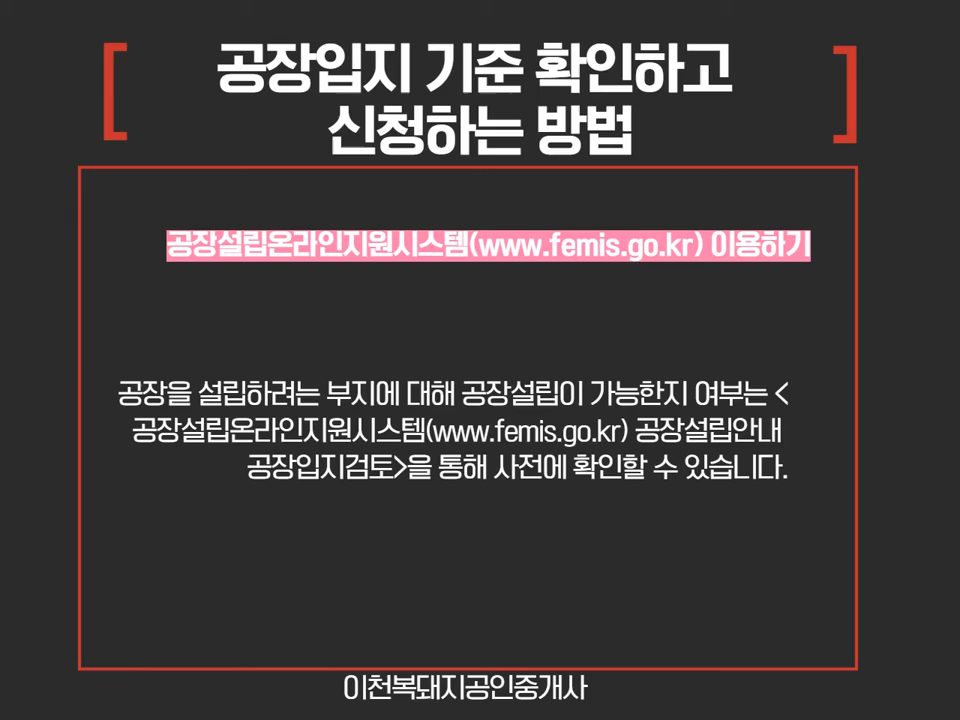 공장입지 기준 확인하고
신청하는 방법
공장설립온라인지원시스템(www.femis.go.kr) 이용하기
공장을 설립하려는 부지에 대해 공장설립이 가능한지 여부는 <
공장설립온라인지원시스템(www.femis.go.kr) 공장설립안내
공장입지검토>을 통해 사전에 확인할 수 있습니다.
이천복돼지공인중개사